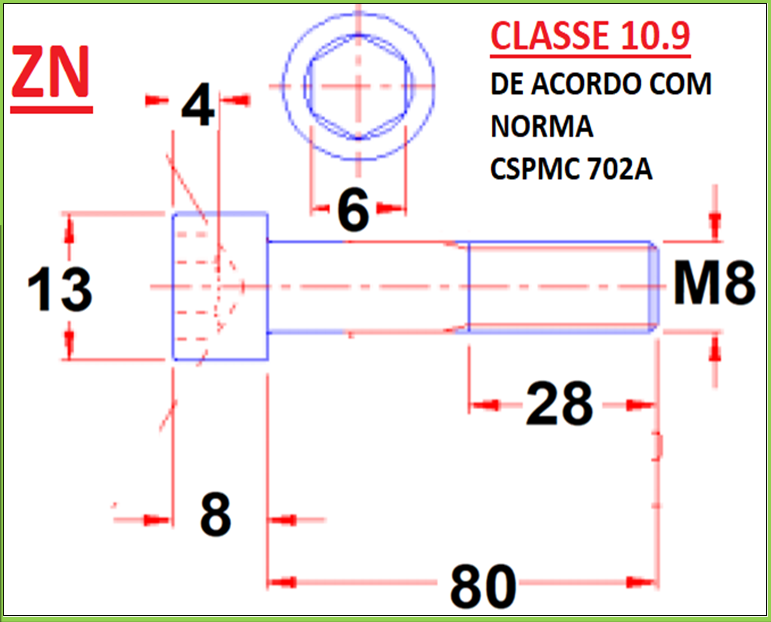 ZN
CLASSE 10.9
DE ACORDO COM
NORMA
CSPMC 702A
4
6
13
M8
28
8
80